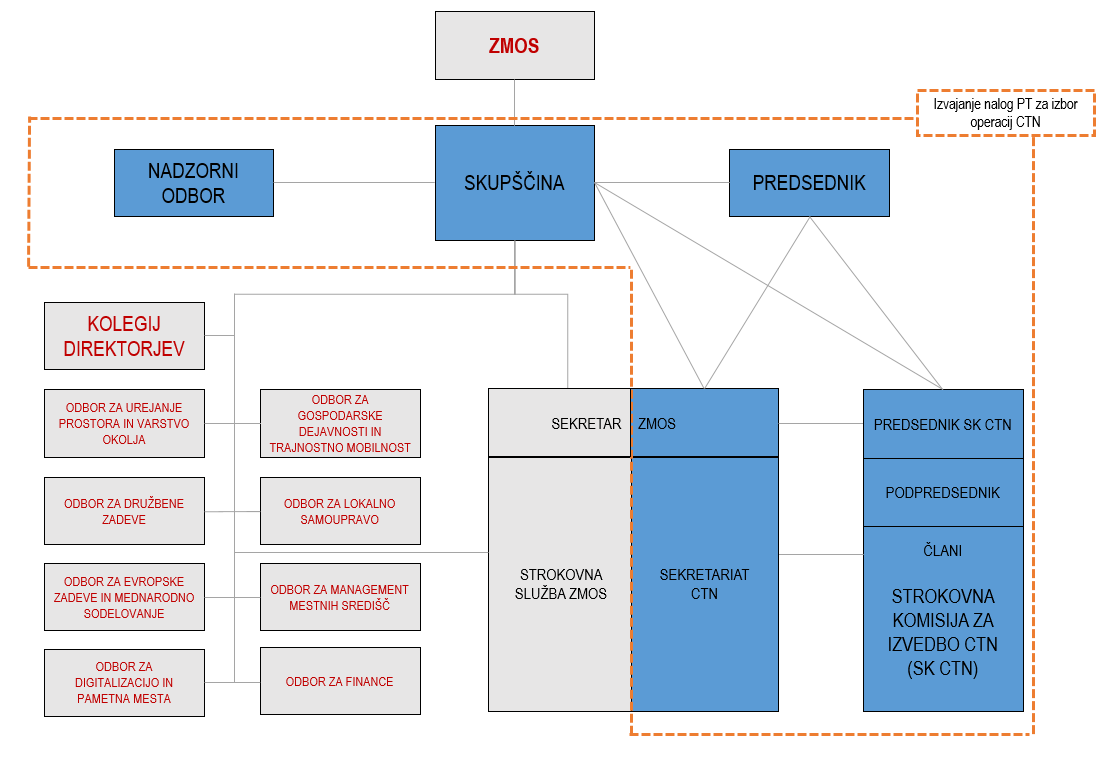 ZMOS
Izvajanje nalog PT za izbor
operacij CTN
NADZORNI
ODBOR
SKUPŠČINA
PREDSEDNIK
KOLEGIJ
DIREKTORJEV
ODBOR ZA UREJANJE
PROSTORA IN VARSTVO
OKOLJA
ODBOR ZA
GOSPODARSKE
DEJAVNOSTI IN
TRAJNOSTNO MOBILNOST
ODBOR ZA DRUŽBENE
ZADEVE
ODBOR ZA LOKALNO
SAMOUPRAVO
ODBOR ZA EVROPSKE
ZADEVE IN MEDNARODNO
SODELOVANJE
ODBOR ZA MANAGEMENT
MESTNIH SREDIŠČ
ODBOR ZA
DIGITALIZACIJO IN
PAMETNA MESTA
ODBOR ZA FINANCE
SEKRETAR ZMOS
STROKOVNA
SLUŽBA ZMOS
SEKRETARIAT
CTN
PREDSEDNIK SK CTN
PODPREDSEDNIK
ČLANI
STROKOVNA
KOMISIJA ZA
IZVEDBO CTN
(SK CTN)